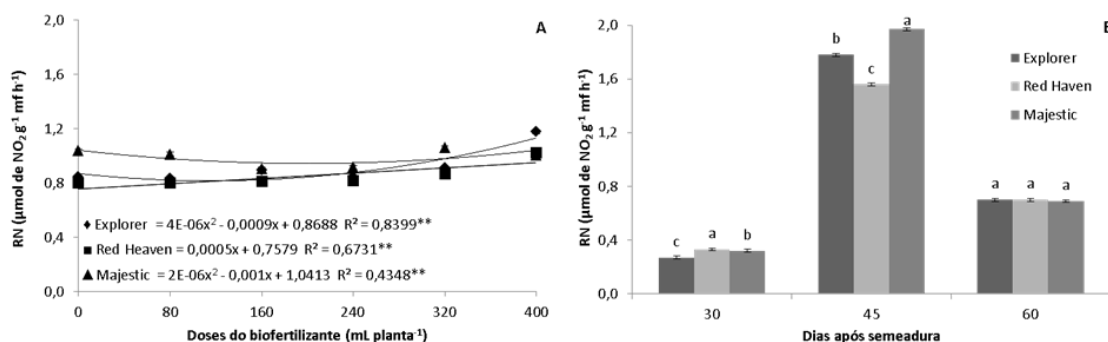 RN (µmol de NO₂ g⁻¹ mf h⁻¹)
2,0
1,6
1,2
0,8
0,4
0,0
A
Explorer = 4E-06x² - 0,0009x + 0,8688 R² = 0,8399**
Red Heaven = 0,0005x + 0,7579 R² = 0,6731**
Majestic = 2E-06x² - 0,001x + 1,0413 R² = 0,4348**
0 80 160 240 320 400
Doses do biofertilizante (mL planta⁻¹)
RN (µmol de NO₂ g⁻¹ mf h⁻¹)
2,0
1,6
1,2
0,8
0,4
0,0
c a b
b c a
a a a
Explorer
Red Haven
Majestic
30 45 60
Dias após semeadura